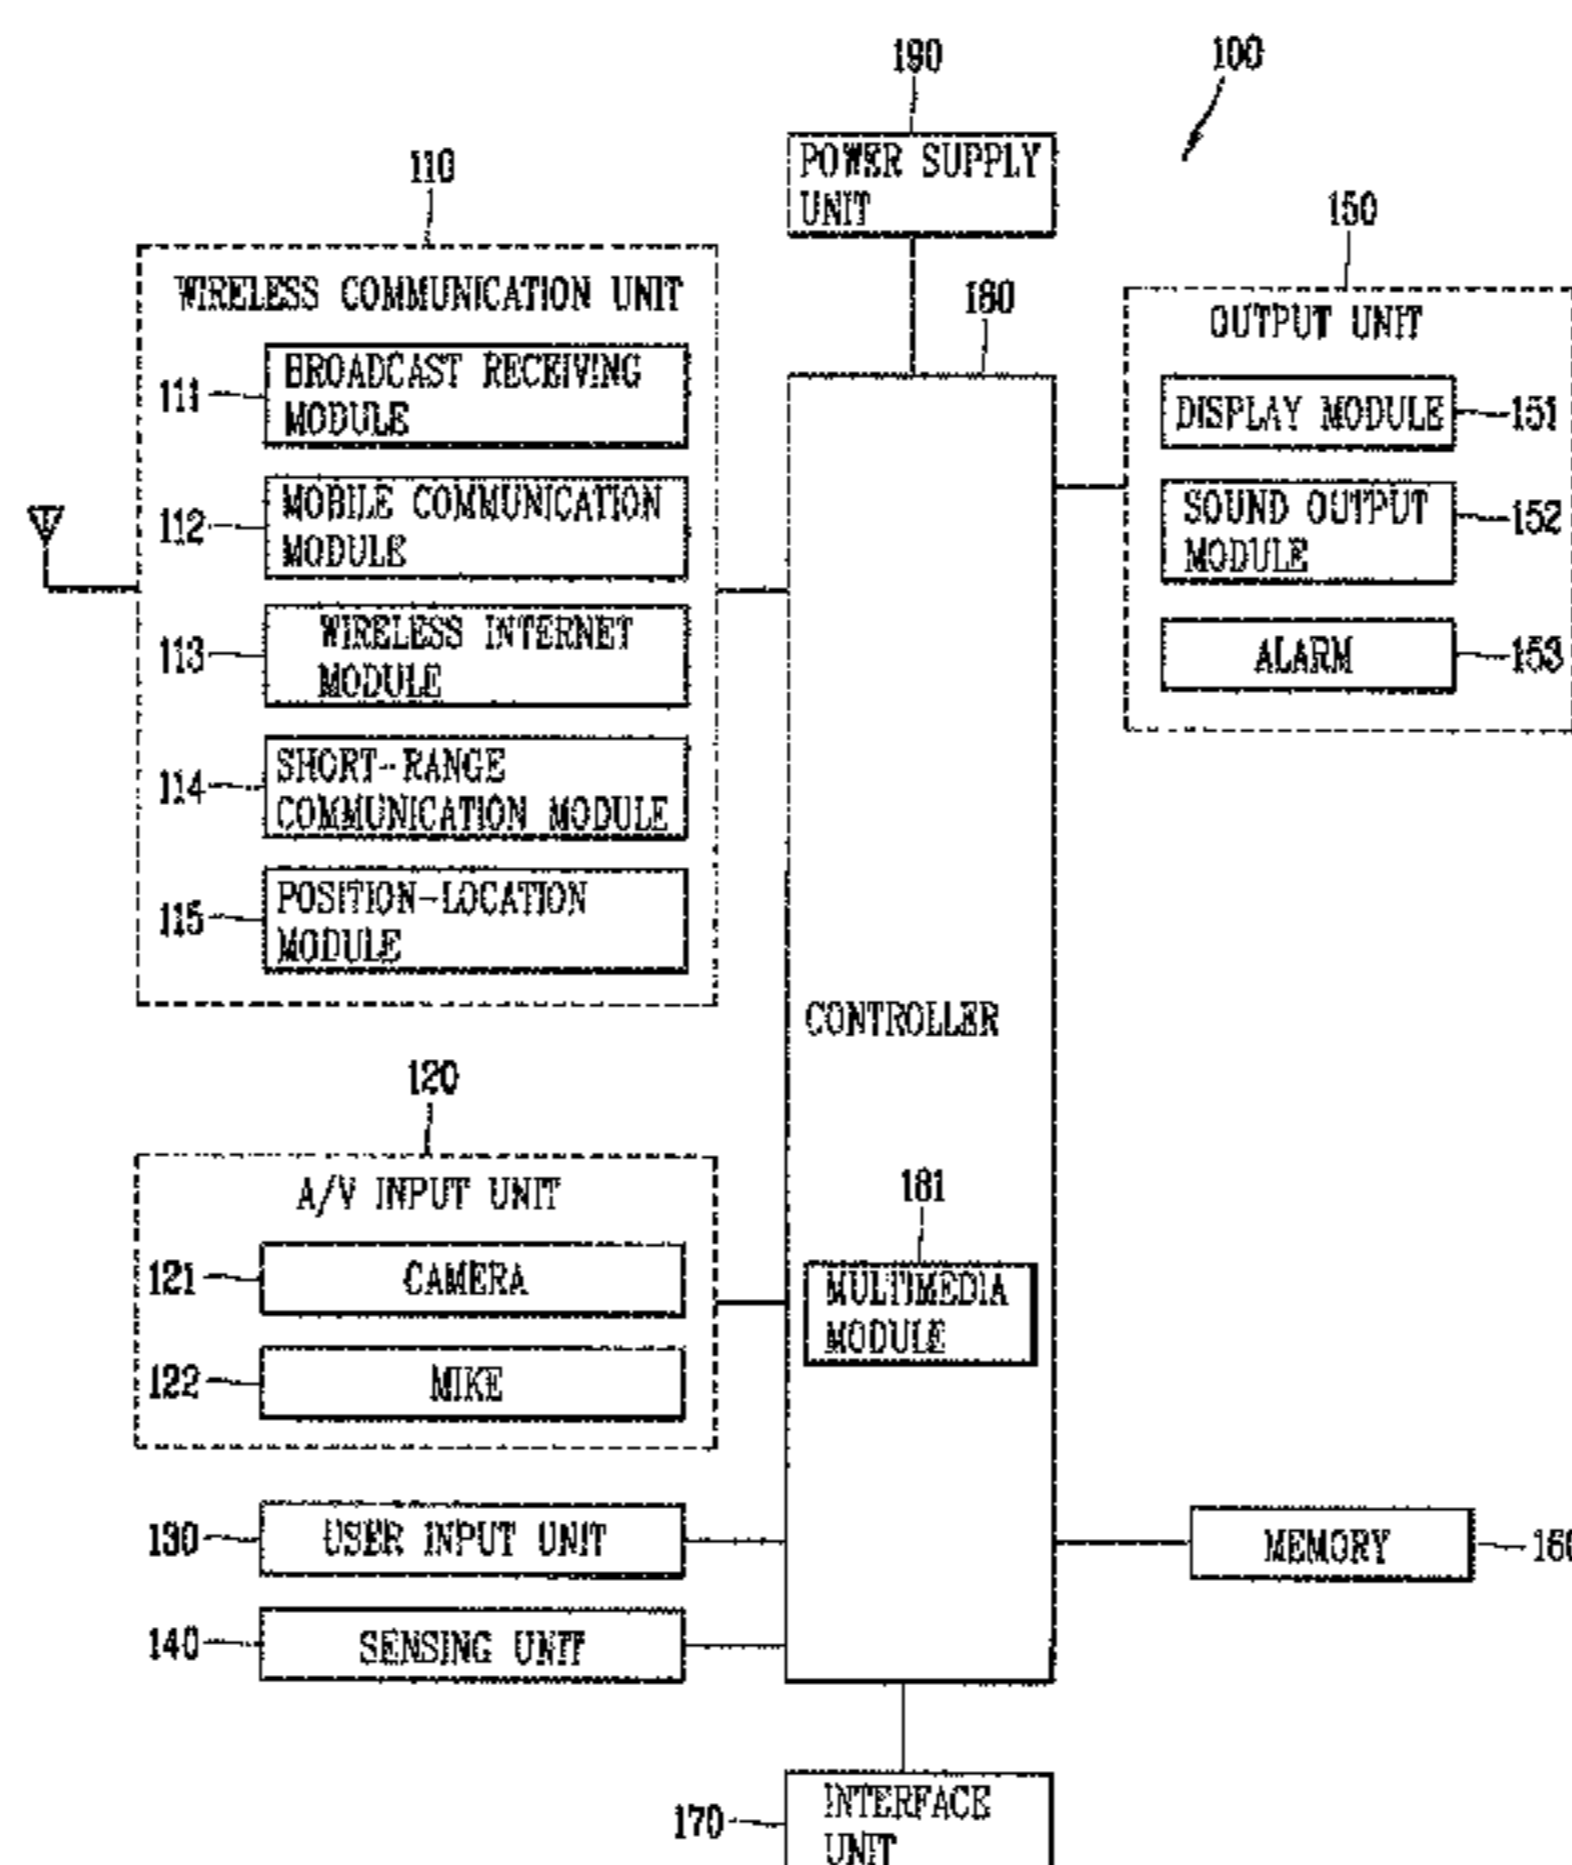 190
100
POWER SUPPLY
UNIT
110
WIRELESS COMMUNICATION UNIT
111
BROADCAST RECEIVING
MODULE
112
MOBILE COMMUNICATION
MODULE
113
WIRELESS INTERNET
MODULE
114
SHORT-RANGE
COMMUNICATION MODULE
115
POSITION-LOCATION
MODULE
150
OUTPUT UNIT
DISPLAY MODULE
151
SOUND OUTPUT
MODULE
152
ALARM
153
180
CONTROLLER
181
MULTIMEDIA
MODULE
120
A/V INPUT UNIT
121
CAMERA
122
MIKE
130
USER INPUT UNIT
140
SENSING UNIT
MEMORY
160
170
INTERFACE
UNIT